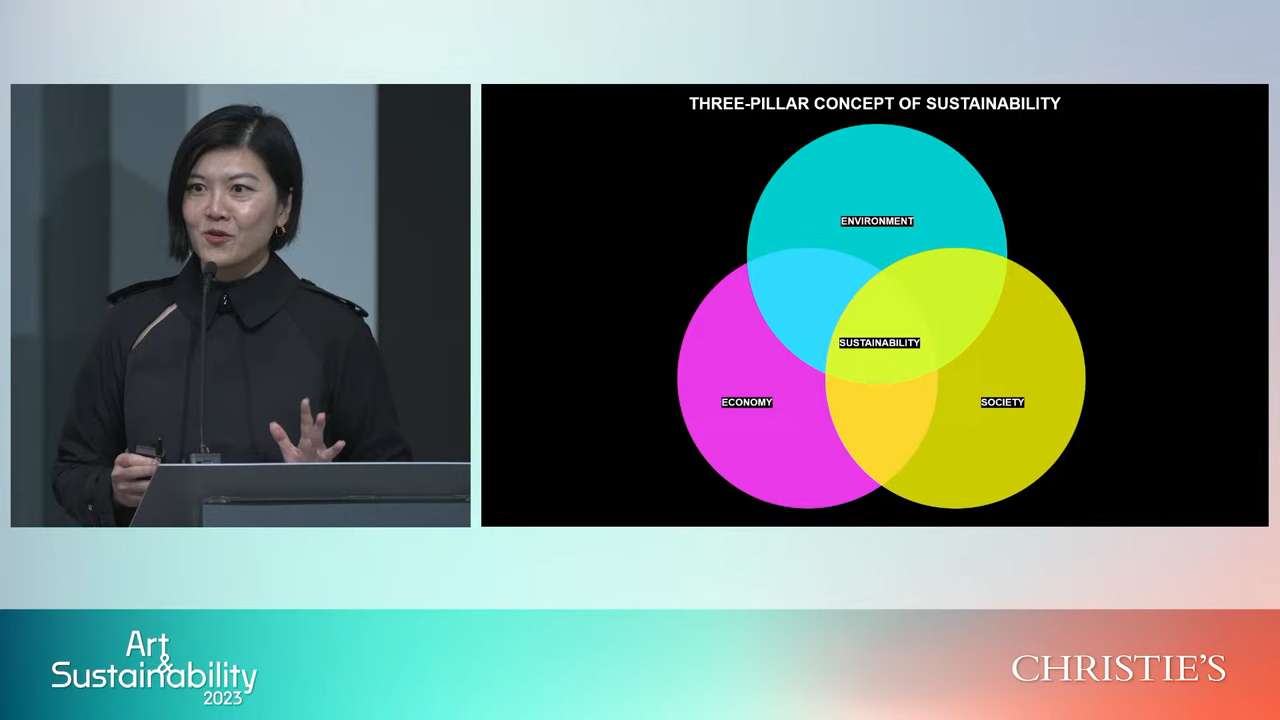 THREE-PILLAR CONCEPT OF SUSTAINABILITY
ENVIRONMENT
SUSTAINABILITY
ECONOMY
SOCIETY
Art
&
Sustainability
2023
CHRISTIE'S